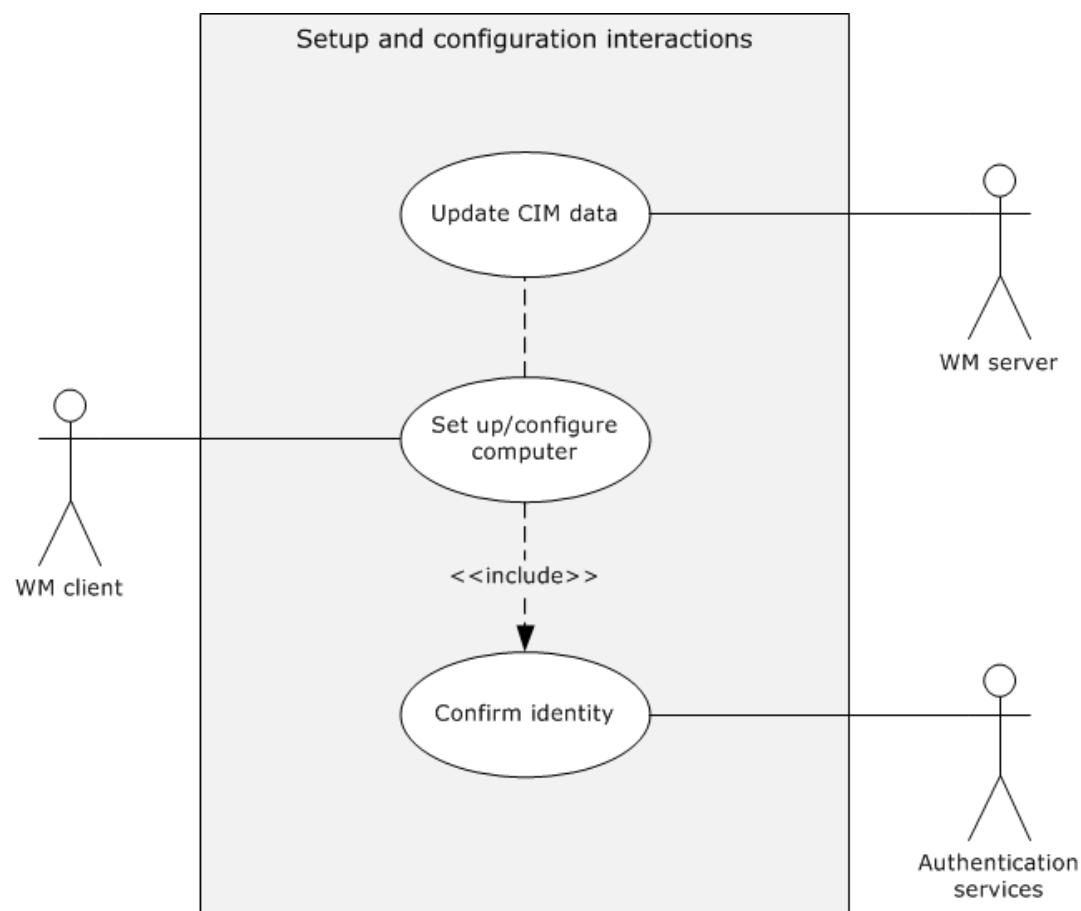 Setup and configuration interactions
Update CIM data
WM server
Set up/configure
computer
WM client
<<include>>
Confirm identity
Authentication
services